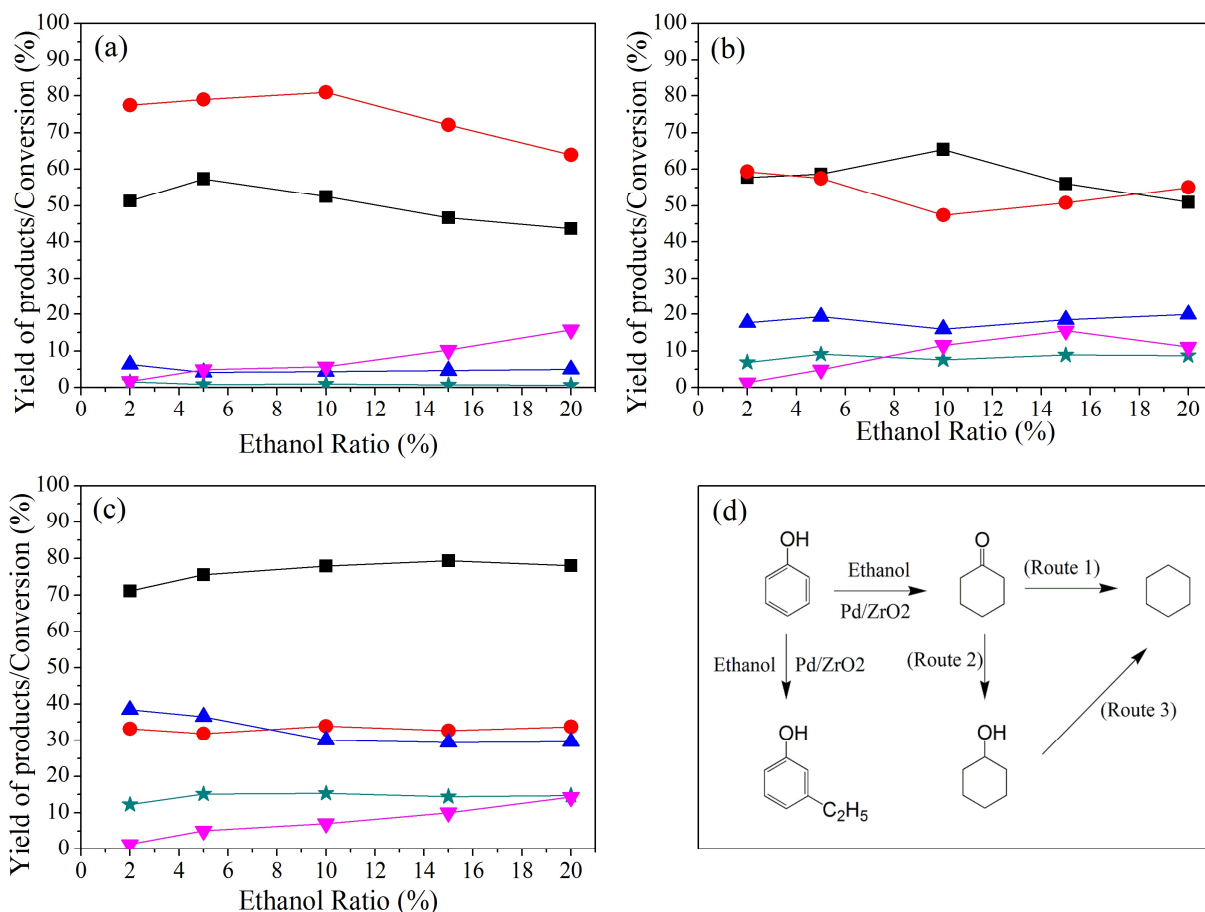 (a)
Yield of products/Conversion (%)
100
90
80
70
60
50
40
30
20
10
0
0 2 4 6 8 10 12 14 16 18 20
Ethanol Ratio (%)
(b)
Yield of products/Conversion (%)
100
90
80
70
60
50
40
30
20
10
0
0 2 4 6 8 10 12 14 16 18 20
Ethanol Ratio (%)
(c)
Yield of products/Conversion (%)
100
90
80
70
60
50
40
30
20
10
0
0 2 4 6 8 10 12 14 16 18 20
Ethanol Ratio (%)
(d)
OH
Ethanol
Pd/ZrO2
O
(Route 1)
Ethanol Pd/ZrO2
(Route 2)
(Route 3)
OH
C₂H₅
OH